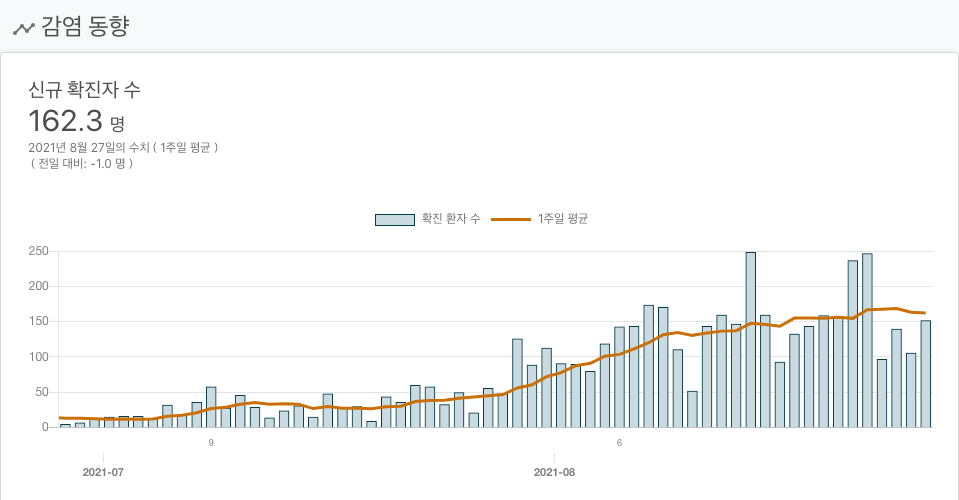 감염 동향
신규 확진자 수
162.3 명
2021년 8월 27일의 수치 ( 1주일 평균 )
( 전일 대비: -1.0 명 )
확진 환자 수 1주일 평균
250
200
150
100
50
0
9 6
2021-07 2021-08